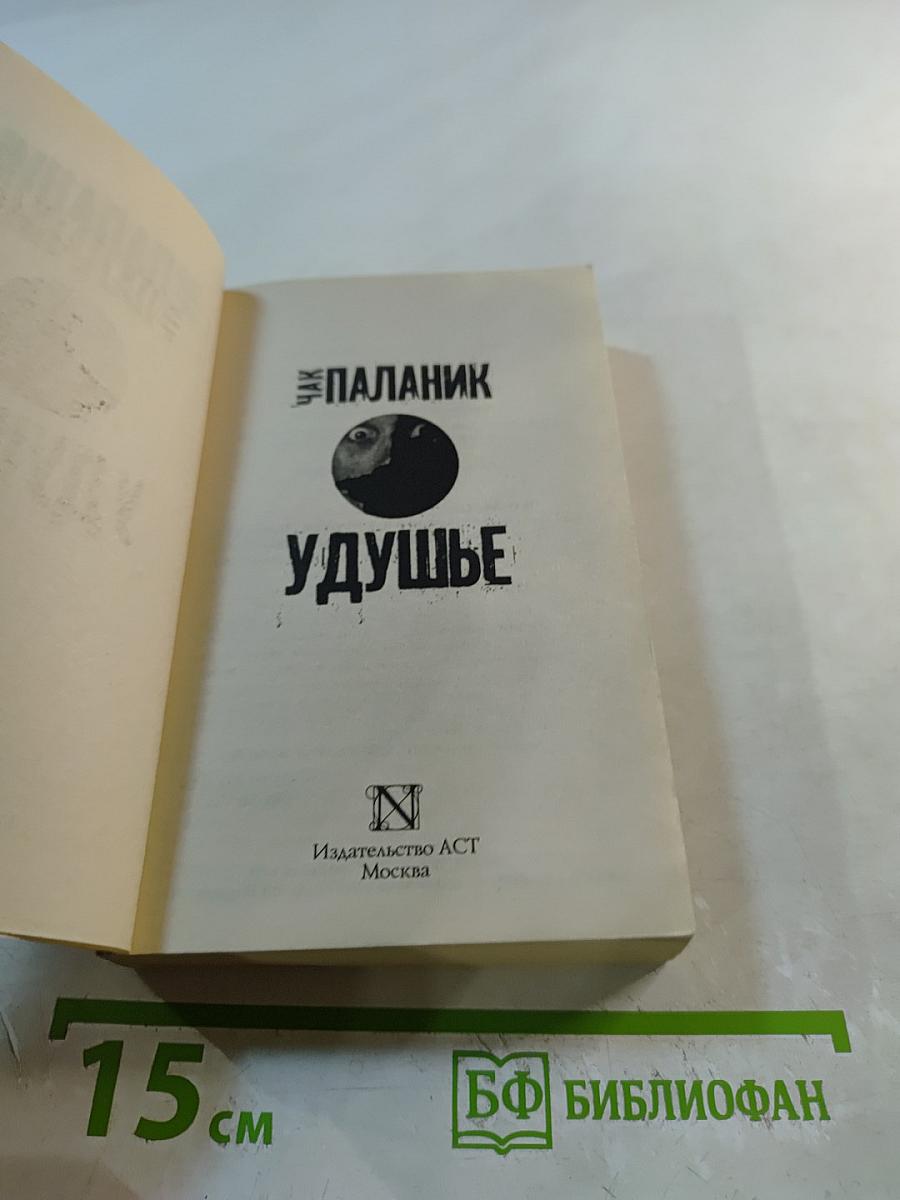 ЧАК ПАЛАНИК
УДУШЬЕ
N
Издательство АСТ
Москва
15 см
БФ БИБЛИОФАН